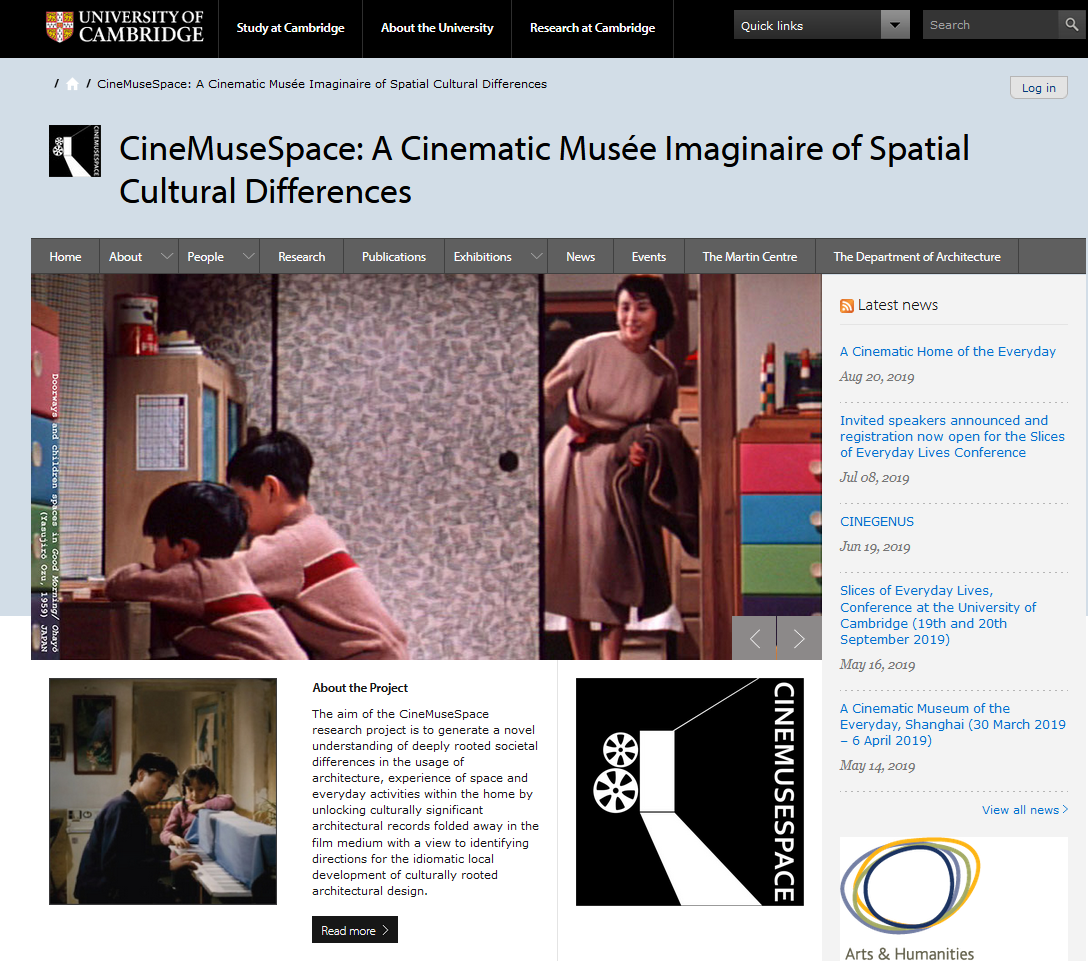 UNIVERSITY OF
CAMBRIDGE
Study at Cambridge
About the University
Research at Cambridge
Quick links
Search
/ / CineMuseSpace: A Cinematic Musée Imaginaire of Spatial Cultural Differences
Log in
CINEMUSESPACE
CineMuseSpace: A Cinematic Musée Imaginaire of Spatial
Cultural Differences
Home
About
People
Research
Publications
Exhibitions
News
Events
The Martin Centre
The Department of Architecture
Doorways and children spaces in Good Morning/ Ohayō
(Yasujirō Ozu, 1959) JAPAN
Latest news
A Cinematic Home of the Everyday
Aug 20, 2019
Invited speakers announced and
registration now open for the Slices
of Everyday Lives Conference
Jul 08, 2019
CINEGENUS
Jun 19, 2019
Slices of Everyday Lives,
Conference at the University of
Cambridge (19th and 20th
September 2019)
May 16, 2019
A Cinematic Museum of the
Everyday, Shanghai (30 March 2019
– 6 April 2019)
May 14, 2019
View all news
About the Project
The aim of the CineMuseSpace
research project is to generate a novel
understanding of deeply rooted societal
differences in the usage of
architecture, experience of space and
everyday activities within the home by
unlocking culturally significant
architectural records folded away in the
film medium with a view to identifying
directions for the idiomatic local
development of culturally rooted
architectural design.
Read more
CINEMUSESPACE
Arts & Humanities